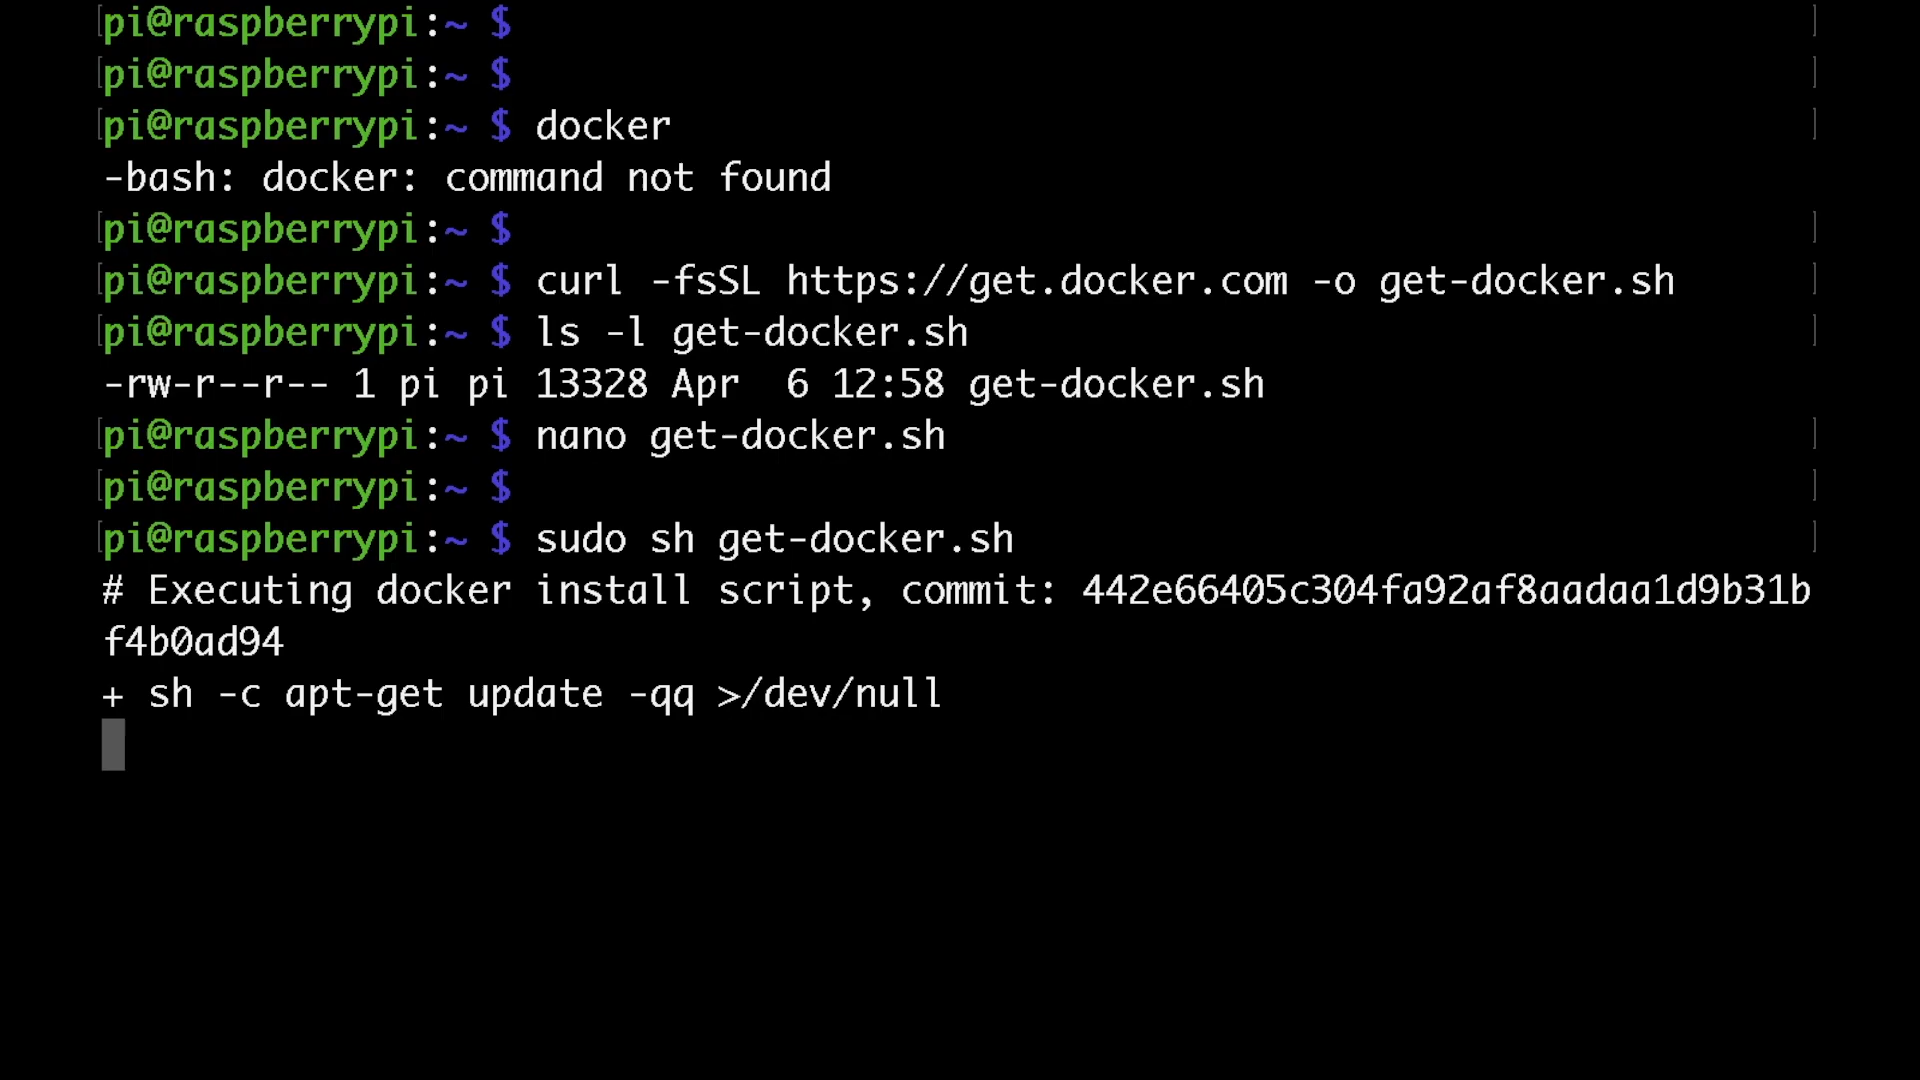 pi@raspberrypi:~ $
pi@raspberrypi:~ $
pi@raspberrypi:~ $ docker
-bash: docker: command not found
pi@raspberrypi:~ $
pi@raspberrypi:~ $ curl -fsSL https://get.docker.com -o get-docker.sh
pi@raspberrypi:~ $ ls -l get-docker.sh
-rw-r--r-- 1 pi pi 13328 Apr  6 12:58 get-docker.sh
pi@raspberrypi:~ $ nano get-docker.sh
pi@raspberrypi:~ $
pi@raspberrypi:~ $ sudo sh get-docker.sh
# Executing docker install script, commit: 442e66405c304fa92af8aadaa1d9b31b
f4b0ad94
+ sh -c apt-get update -qq >/dev/null